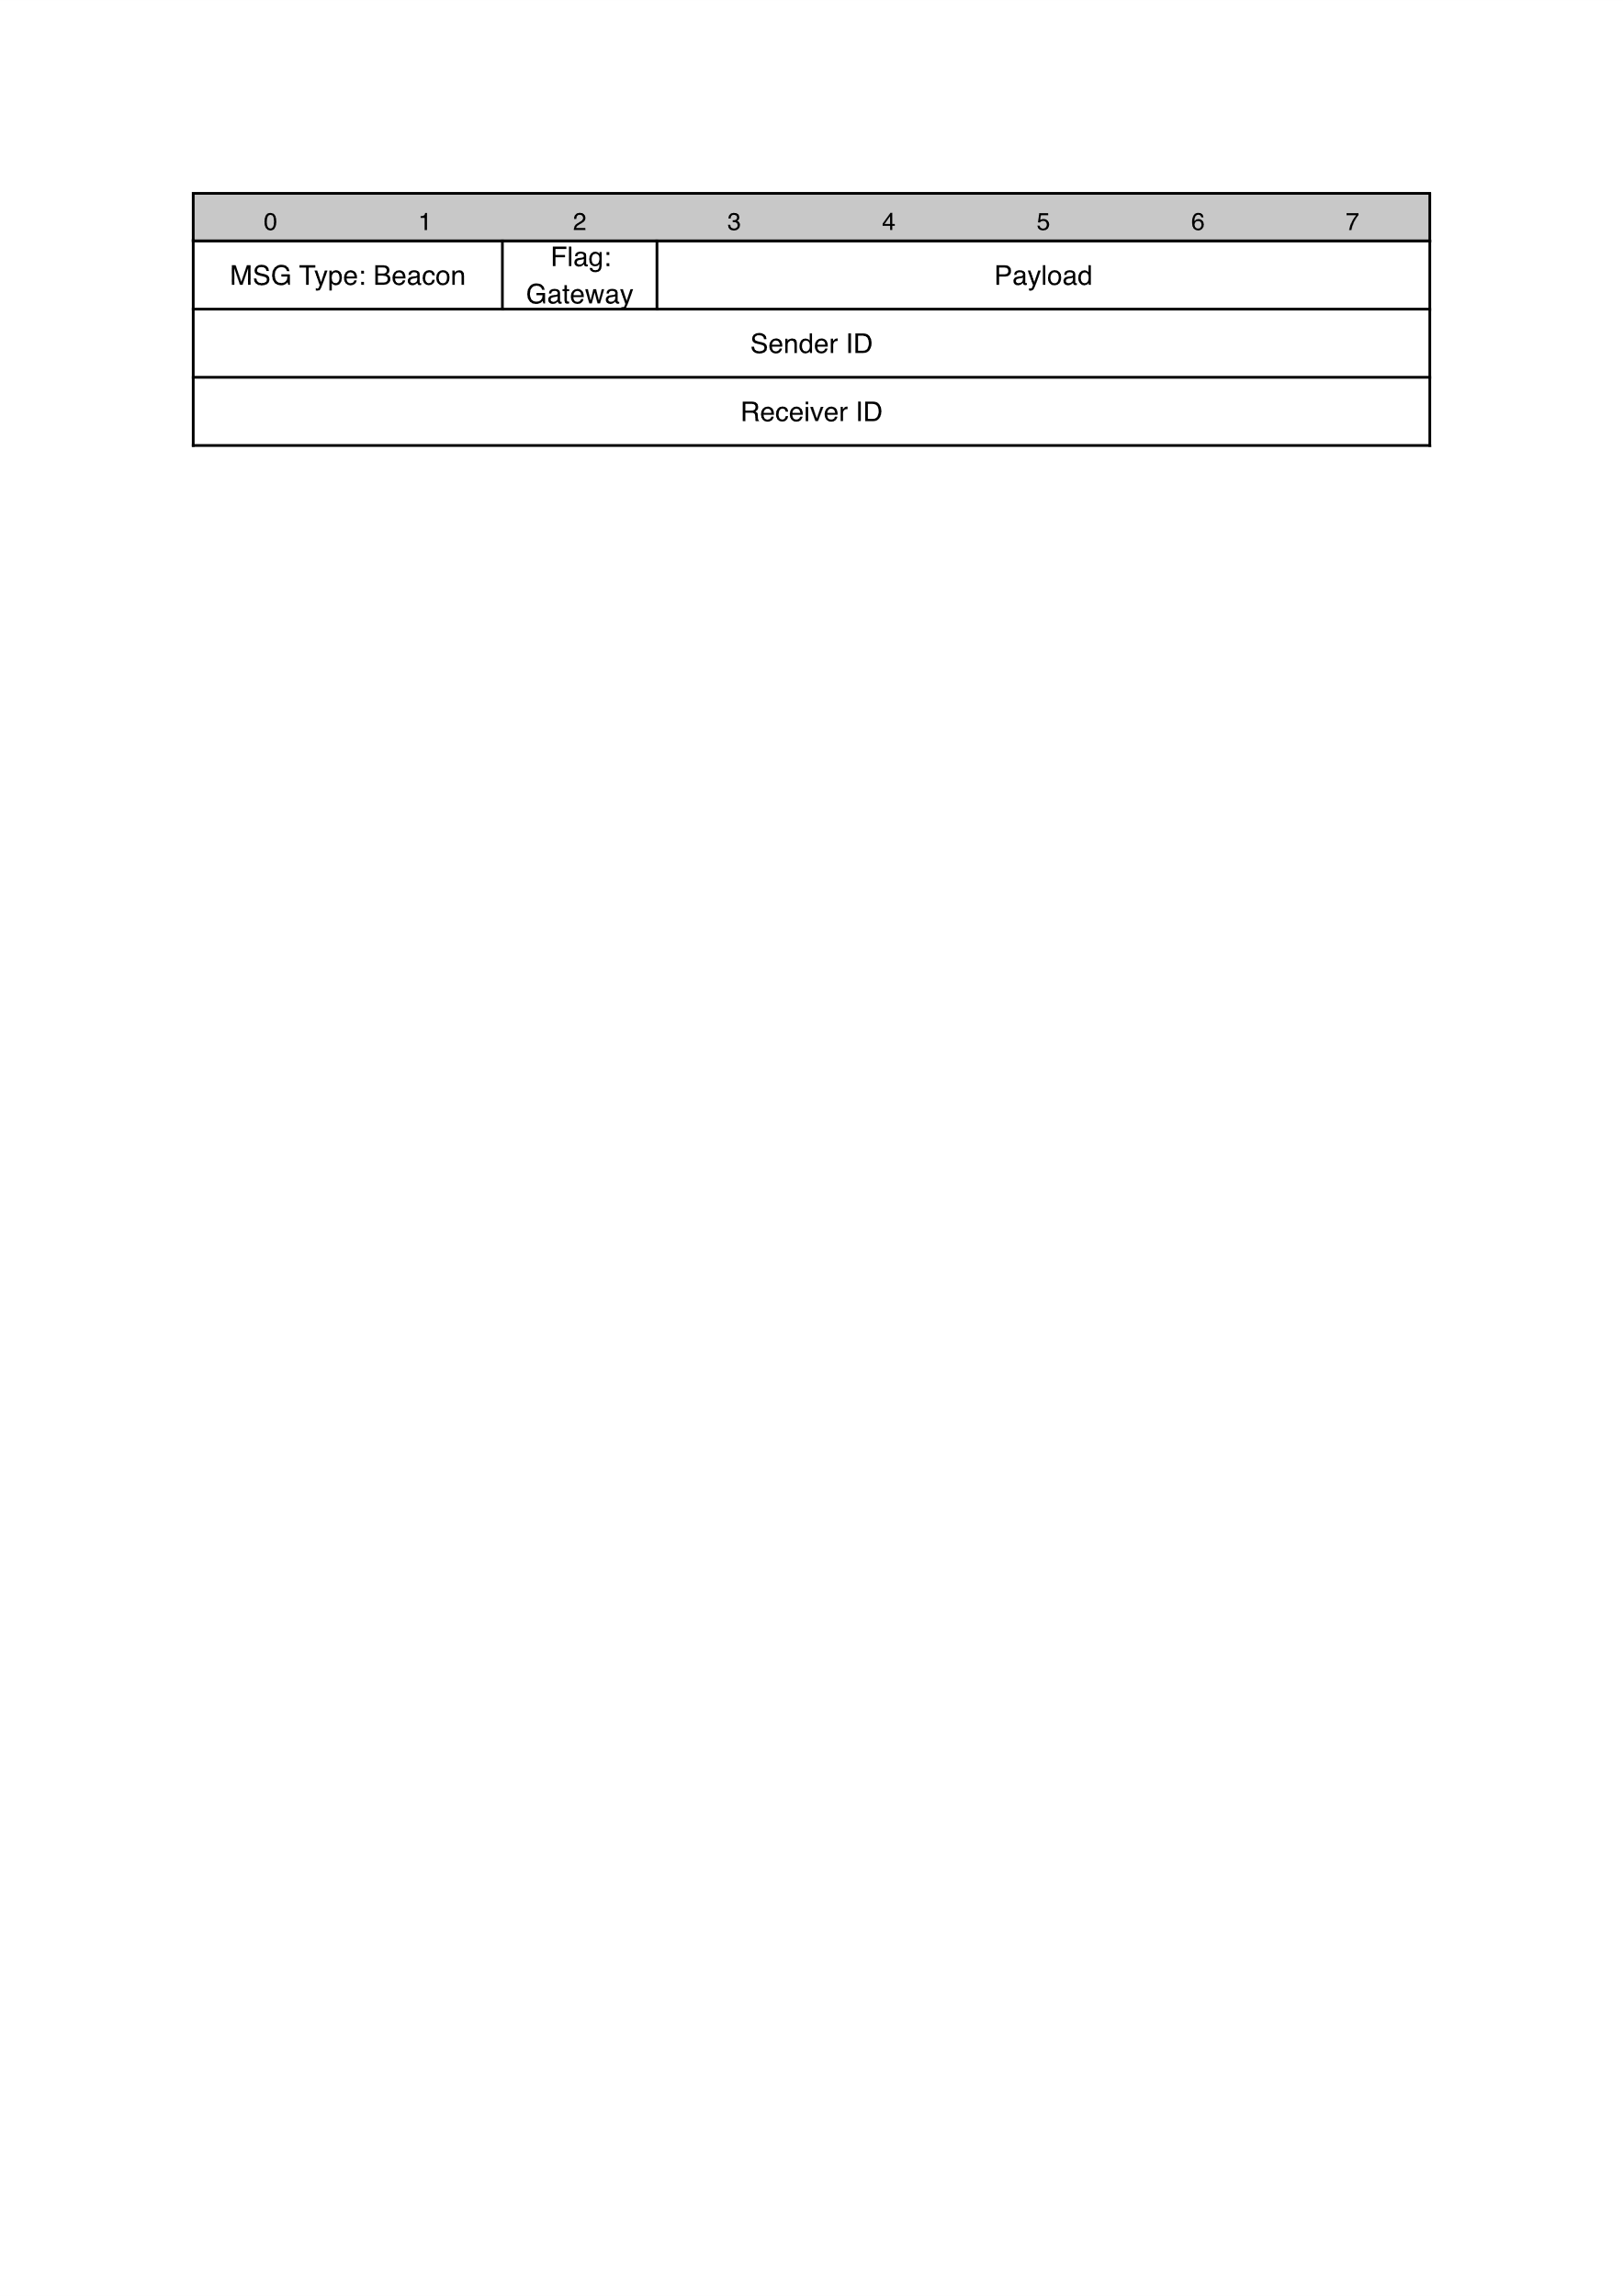 0 1 2 3 4 5 6 7
MSG Type: Beacon
Flag:
Gateway
Payload
Sender ID
Receiver ID